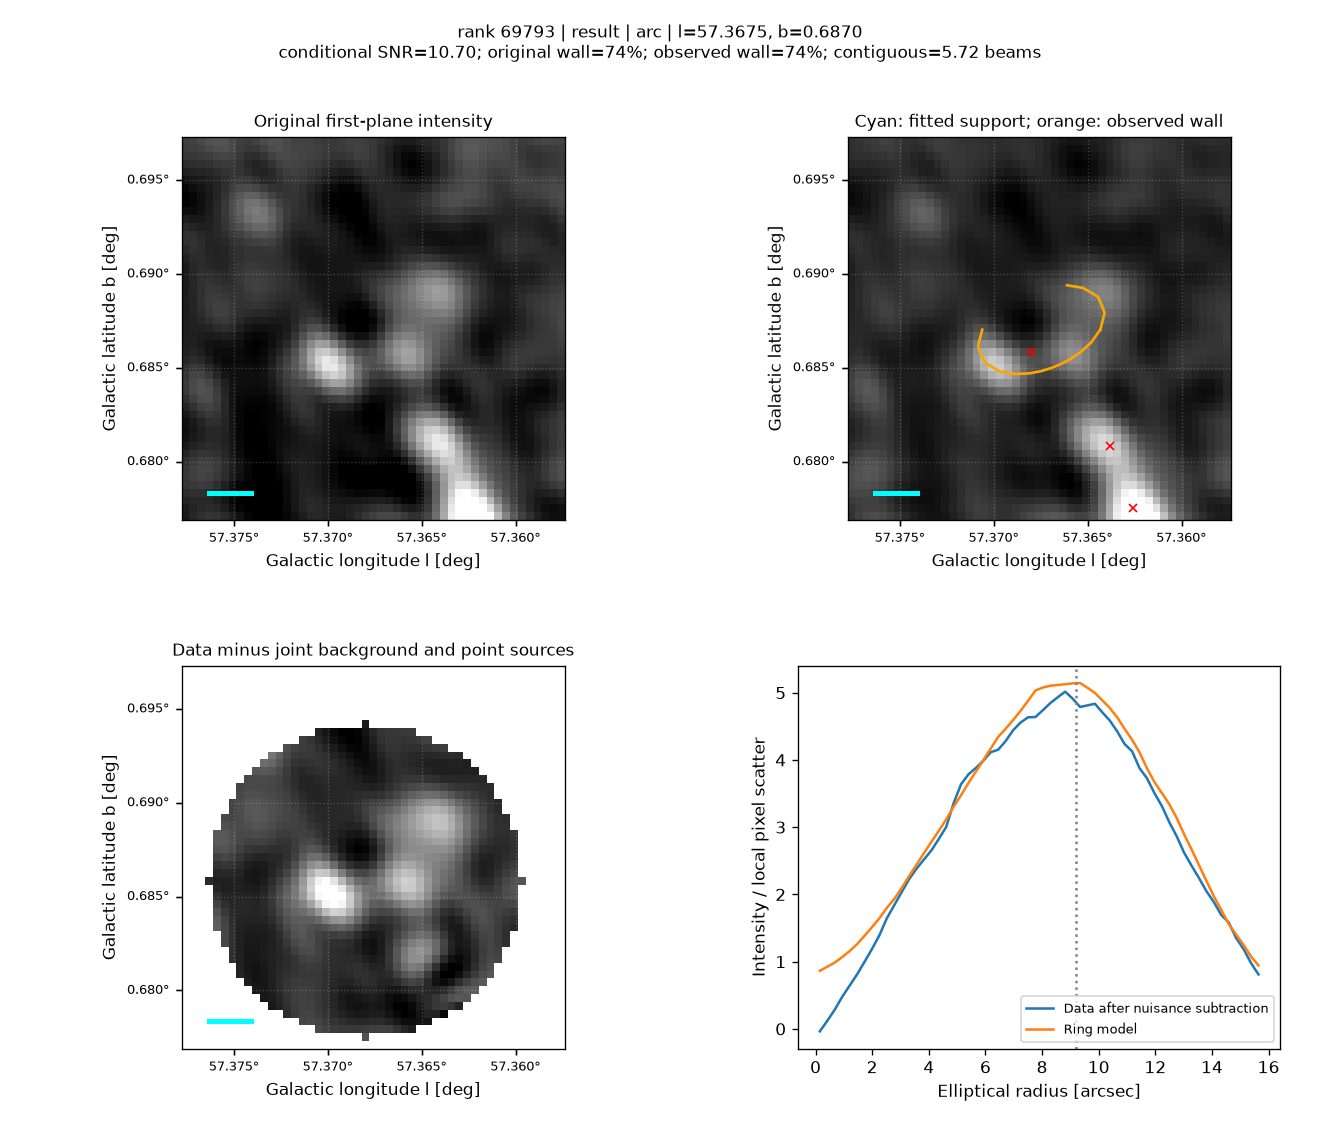 rank 69793 | result | arc | l=57.3675, b=0.6870
conditional SNR=10.70; original wall=74%; observed wall=74%; contiguous=5.72 beams
Original first-plane intensity
0.695°
0.690°
0.685°
0.680°
Galactic latitude b [deg]
57.375°
57.370°
57.365°
57.360°
Galactic longitude l [deg]
Cyan: fitted support; orange: observed wall
0.695°
0.690°
0.685°
0.680°
Galactic latitude b [deg]
57.375°
57.370°
57.365°
57.360°
Galactic longitude l [deg]
Data minus joint background and point sources
0.695°
0.690°
0.685°
0.680°
Galactic latitude b [deg]
57.375°
57.370°
57.365°
57.360°
Galactic longitude l [deg]
5
4
3
2
1
0
Intensity / local pixel scatter
Data after nuisance subtraction
Ring model
0
2
4
6
8
10
12
14
16
Elliptical radius [arcsec]